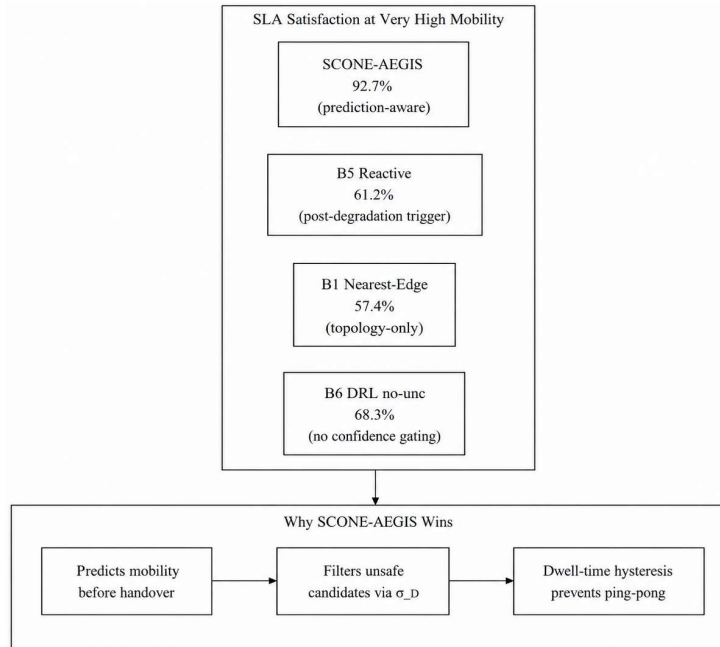 SLA Satisfaction at Very High Mobility
SCONE-AEGIS
92.7%
(prediction-aware)
B5 Reactive
61.2%
(post-degradation trigger)
B1 Nearest-Edge
57.4%
(topology-only)
B6 DRL no-unc
68.3%
(no confidence gating)
Why SCONE-AEGIS Wins
Predicts mobility
before handover
Filters unsafe
candidates via σ_D
Dwell-time hysteresis
prevents ping-pong